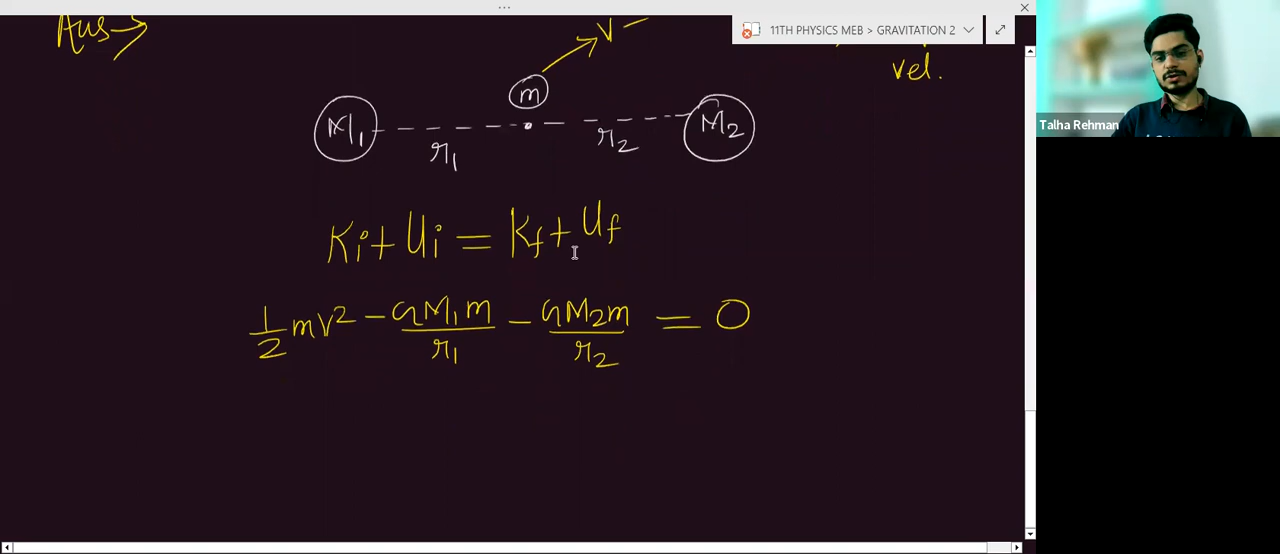 Ans →
V
11TH PHYSICS MEB > GRAVITATION 2
vel.
m
M₁ r₁ r₂ M₂
Talha Rehman
Ki + Ui = Kf + Uf
1/2 mv² - GM₁m/r₁ - GM₂m/r₂ = 0